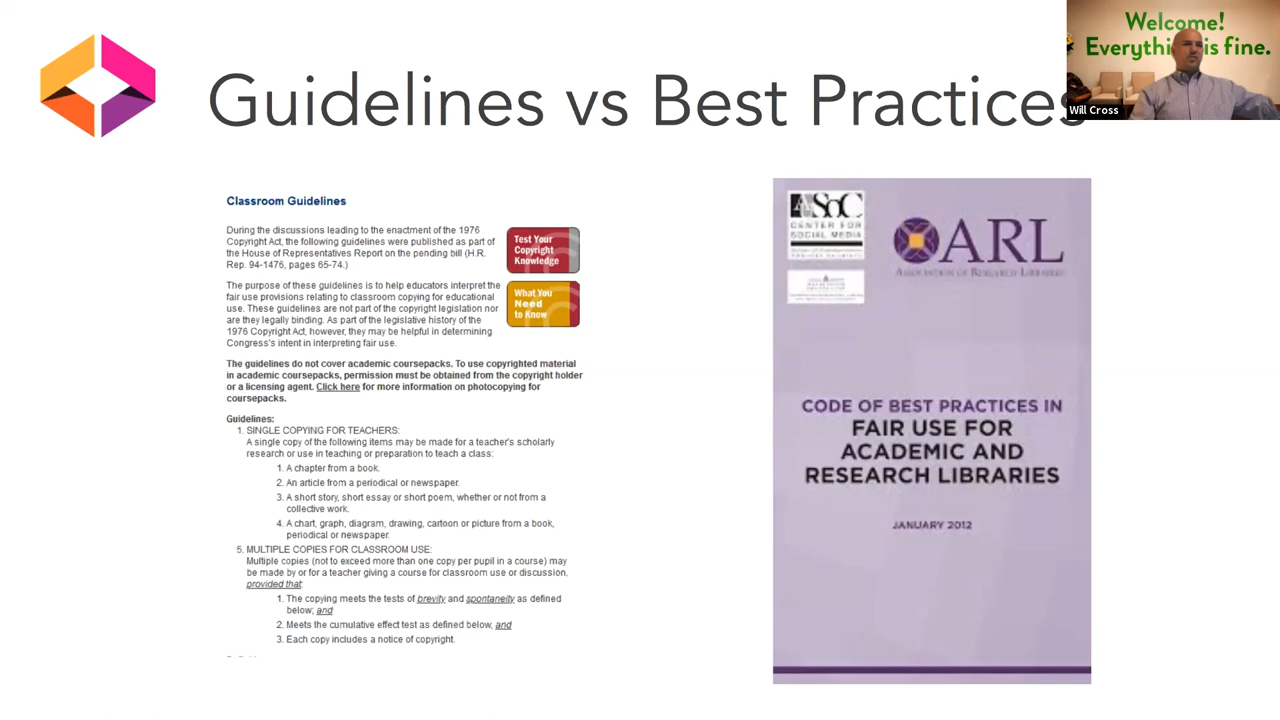 Guidelines vs Best Practices
Welcome!
Everything is fine.
Will Cross
Classroom Guidelines
During the discussions leading to the enactment of the 1976
Copyright Act, the following guidelines were published as part of
the House of Representatives Report on the pending bill (H.R.
Rep. 94-1476, pages 65-74.)
The purpose of these guidelines is to help educators interpret the
fair use provisions relating to classroom copying for educational
use. These guidelines are not part of the copyright legislation nor
are they legally binding. As part of the legislative history of the
1976 Copyright Act, however, they may be helpful in determining
Congress's intent in interpreting fair use.
Test Your
Copyright
Knowledge
What You
Need
to Know
The guidelines do not cover academic coursepacks. To use copyrighted material
in academic coursepacks, permission must be obtained from the copyright holder
or a licensing agent. Click here for more information on photocopying for
coursepacks.
Guidelines:
1. SINGLE COPYING FOR TEACHERS:
A single copy of the following items may be made for a teacher's scholarly
research or use in teaching or preparation to teach a class:
1. A chapter from a book.
2. An article from a periodical or newspaper.
3. A short story, short essay or short poem, whether or not from a
collective work.
4. A chart, graph, diagram, drawing, cartoon or picture from a book,
periodical or newspaper.
5. MULTIPLE COPIES FOR CLASSROOM USE:
Multiple copies (not to exceed more than one copy per pupil in a course) may
be made by or for a teacher giving a course for classroom use or discussion,
provided that:
1. The copying meets the tests of brevity and spontaneity as defined
below; and
2. Meets the cumulative effect test as defined below, and
3. Each copy includes a notice of copyright.
CENTER FOR
SOCIAL MEDIA
ARL
ASSOCIATION OF RESEARCH LIBRARIES
CODE OF BEST PRACTICES IN
FAIR USE FOR
ACADEMIC AND
RESEARCH LIBRARIES
JANUARY 2012